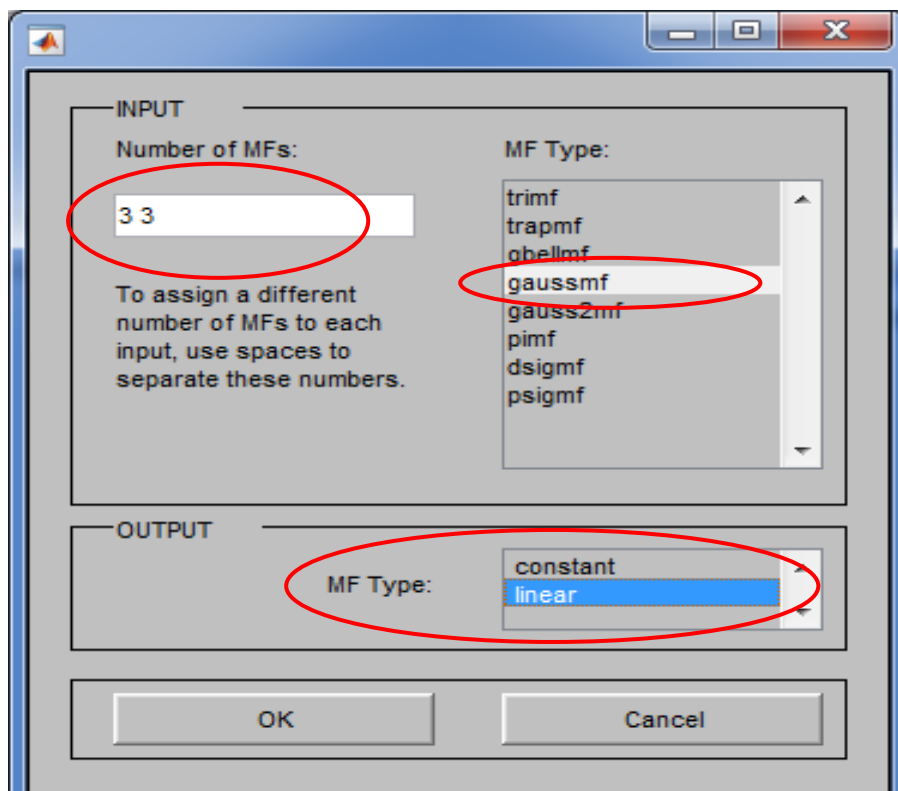 INPUT
Number of MFs:
3 3
To assign a different
number of MFs to each
input, use spaces to
separate these numbers.
MF Type:
trimf
trapmf
gbellmf
gaussmf
gauss2mf
pimf
dsigmf
psigmf
OUTPUT
MF Type:
constant
linear
OK
Cancel